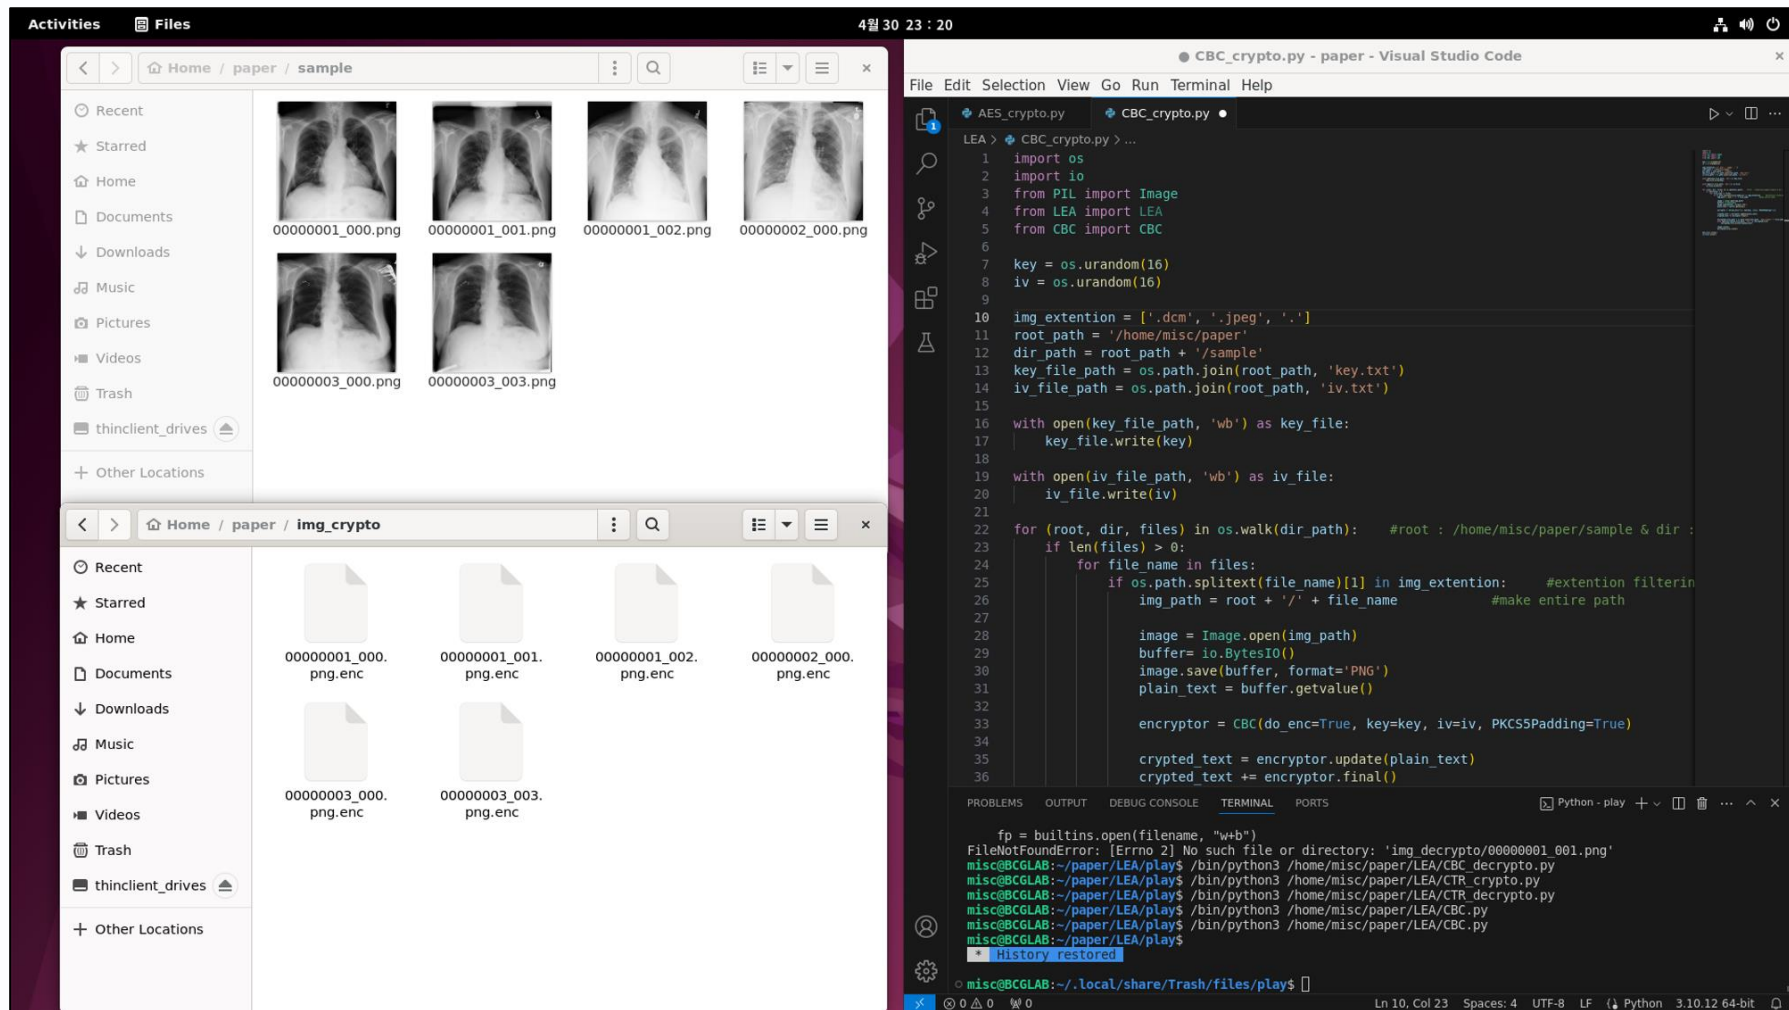 Activities Files 4월 30 23 : 20
Home / paper / sample
Recent
Starred
Home
Documents
Downloads
Music
Pictures
Videos
Trash
thinclient_drives
+ Other Locations
00000001_000.png 00000001_001.png 00000001_002.png 00000002_000.png
00000003_000.png 00000003_003.png
Home / paper / img_crypto
Recent
Starred
Home
Documents
Downloads
Music
Pictures
Videos
Trash
thinclient_drives
+ Other Locations
00000001_000. 00000001_001. 00000001_002. 00000002_000.
png.enc png.enc png.enc png.enc
00000003_000. 00000003_003.
png.enc png.enc
● CBC_crypto.py - paper - Visual Studio Code
File Edit Selection View Go Run Terminal Help
1
AES_crypto.py CBC_crypto.py ●
LEA > CBC_crypto.py > ...
1 import os
2 import io
3 from PIL import Image
4 from LEA import LEA
5 from CBC import CBC
6
7 key = os.urandom(16)
8 iv = os.urandom(16)
9
10 img_extention = ['.dcm', '.jpeg', '.']
11 root_path = '/home/misc/paper'
12 dir_path = root_path + '/sample'
13 key_file_path = os.path.join(root_path, 'key.txt')
14 iv_file_path = os.path.join(root_path, 'iv.txt')
15
16 with open(key_file_path, 'wb') as key_file:
17 key_file.write(key)
18
19 with open(iv_file_path, 'wb') as iv_file:
20 iv_file.write(iv)
21
22 for (root, dir, files) in os.walk(dir_path): #root : /home/misc/paper/sample & dir :
23 if len(files) > 0:
24 for file_name in files:
25 if os.path.splitext(file_name)[1] in img_extention: #extention filterin
26 img_path = root + '/' + file_name #make entire path
27
28 image = Image.open(img_path)
29 buffer= io.BytesIO()
30 image.save(buffer, format='PNG')
31 plain_text = buffer.getvalue()
32
33 encryptor = CBC(do_enc=True, key=key, iv=iv, PKCS5Padding=True)
34
35 crypted_text = encryptor.update(plain_text)
36 crypted_text += encryptor.final()
PROBLEMS OUTPUT DEBUG CONSOLE TERMINAL PORTS Python - play
fp = builtins.open(filename, "w+b")
FileNotFoundError: [Errno 2] No such file or directory: 'img_decrypto/00000001_001.png'
misc@BCGLAB:~/paper/LEA/play$ /bin/python3 /home/misc/paper/LEA/CBC_decrypto.py
misc@BCGLAB:~/paper/LEA/play$ /bin/python3 /home/misc/paper/LEA/CTR_crypto.py
misc@BCGLAB:~/paper/LEA/play$ /bin/python3 /home/misc/paper/LEA/CTR_decrypto.py
misc@BCGLAB:~/paper/LEA/play$ /bin/python3 /home/misc/paper/LEA/CBC.py
misc@BCGLAB:~/paper/LEA/play$ /bin/python3 /home/misc/paper/LEA/CBC.py
misc@BCGLAB:~/paper/LEA/play$
* History restored
misc@BCGLAB:~/.local/share/Trash/files/play$
0 0 0 Ln 10, Col 23 Spaces: 4 UTF-8 LF Python 3.10.12 64-bit